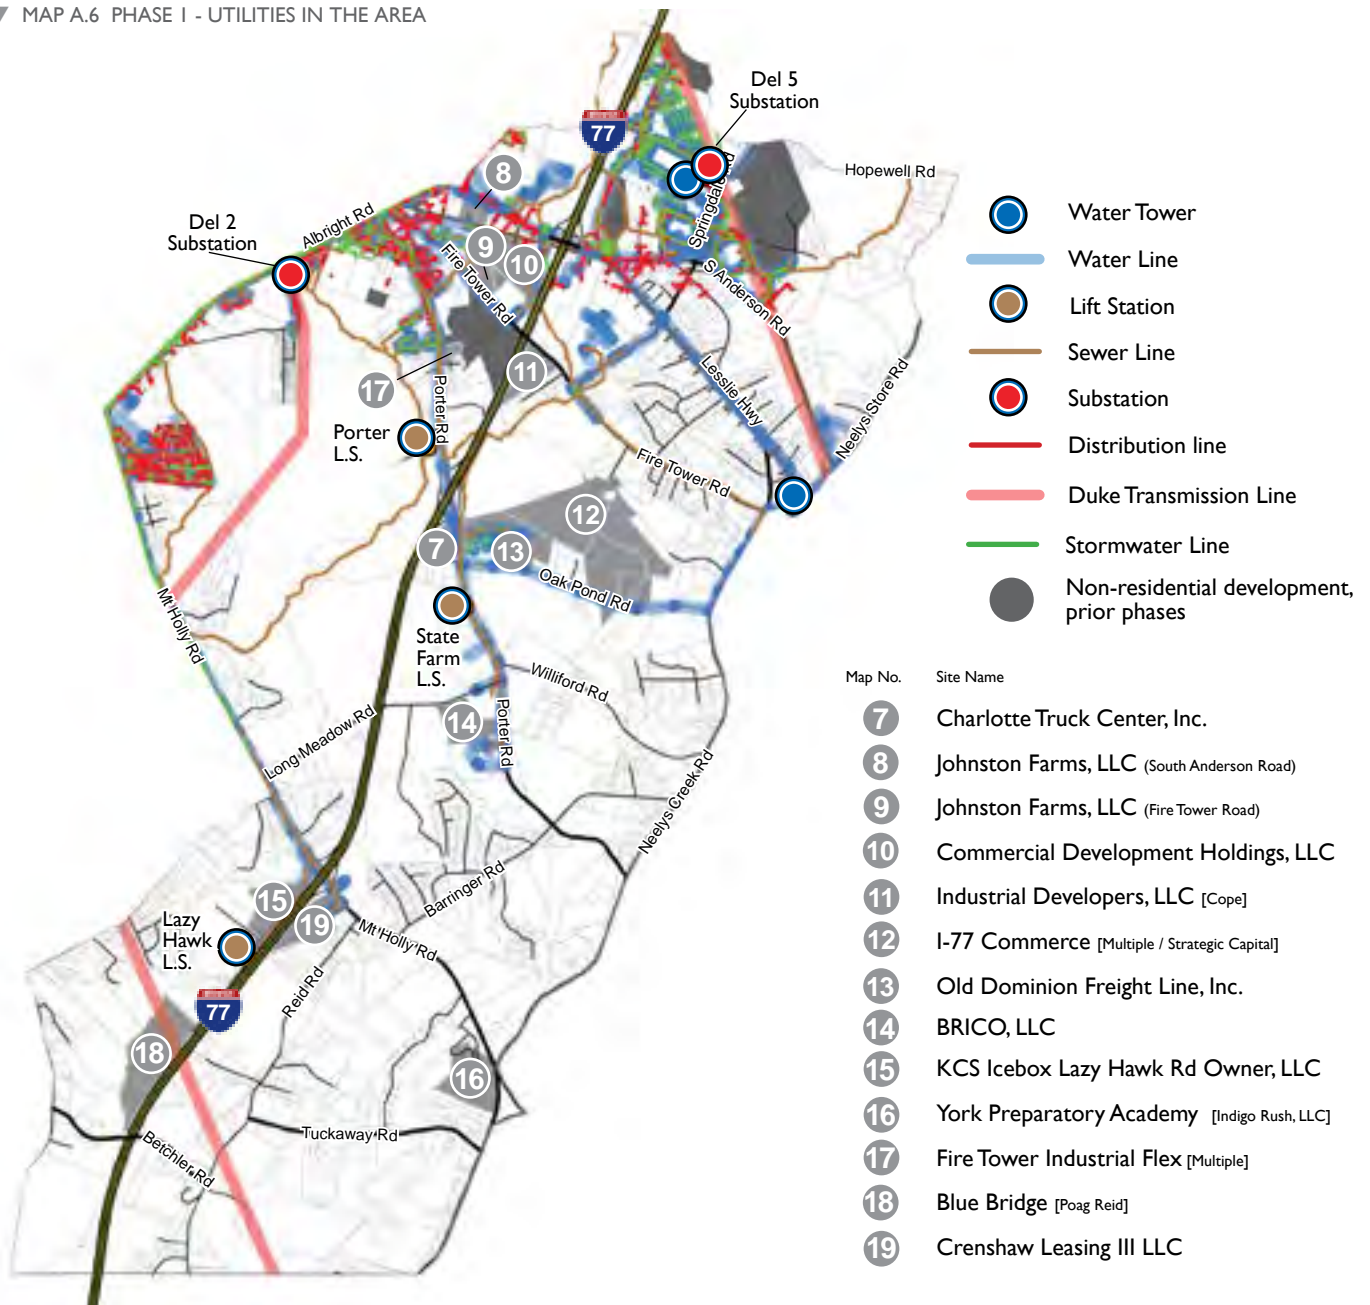 MAP A.6 PHASE 1 - UTILITIES IN THE AREA
Del 5
Substation
77
8
Springdale Rd
Hopewell Rd
Del 2
Substation
Albright Rd
9
10
Fire Tower Rd
S Anderson Rd
11
17
Porter Rd
Lesslie Hwy
Neelys Store Rd
Porter
L.S.
Fire Tower Rd
12
7
13
Oak Pond Rd
Mt Holly Rd
State
Farm
L.S.
Williford Rd
14
Porter Rd
Long Meadow Rd
Neelys Creek Rd
Barringer Rd
15
19
Lazy
Hawk
L.S.
Mt Holly Rd
Reid Rd
77
18
16
Tuckaway Rd
Betchler Rd
Water Tower
Water Line
Lift Station
Sewer Line
Substation
Distribution line
Duke Transmission Line
Stormwater Line
Non-residential development,
prior phases
Map No. Site Name
7 Charlotte Truck Center, Inc.
8 Johnston Farms, LLC (South Anderson Road)
9 Johnston Farms, LLC (Fire Tower Road)
10 Commercial Development Holdings, LLC
11 Industrial Developers, LLC [Cope]
12 I-77 Commerce [Multiple / Strategic Capital]
13 Old Dominion Freight Line, Inc.
14 BRICO, LLC
15 KCS Icebox Lazy Hawk Rd Owner, LLC
16 York Preparatory Academy [Indigo Rush, LLC]
17 Fire Tower Industrial Flex [Multiple]
18 Blue Bridge [Poag Reid]
19 Crenshaw Leasing III LLC